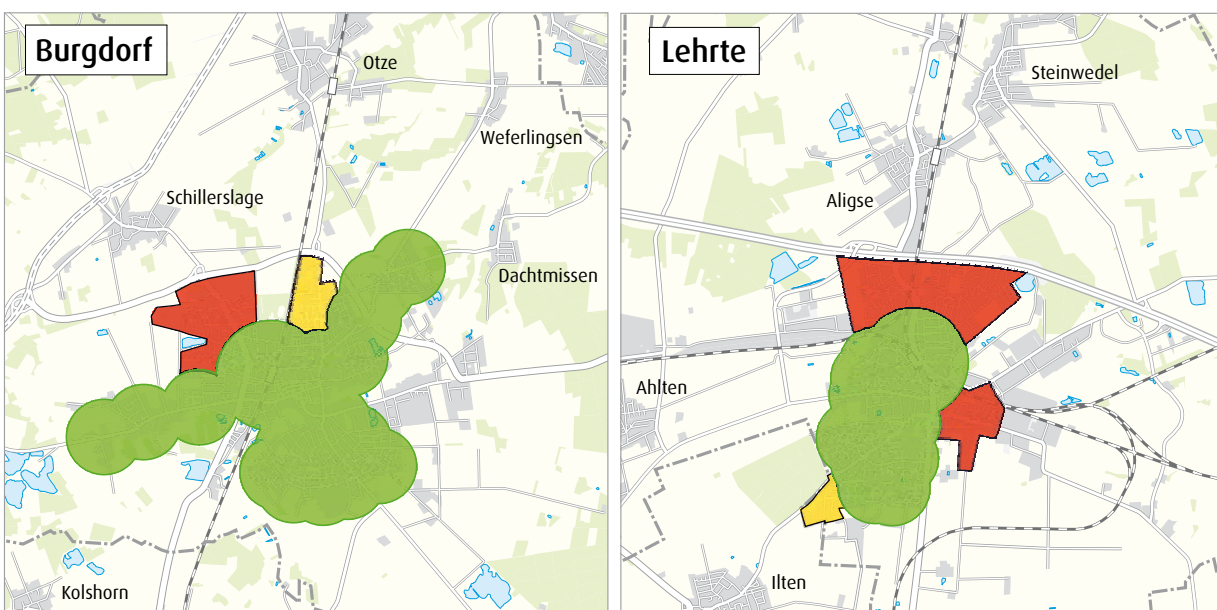 Burgdorf
Otze
Weferlingsen
Schillerslage
Dachtmissen
Kolshorn
Lehrte
Steinwedel
Aligse
Ahlten
Ilten